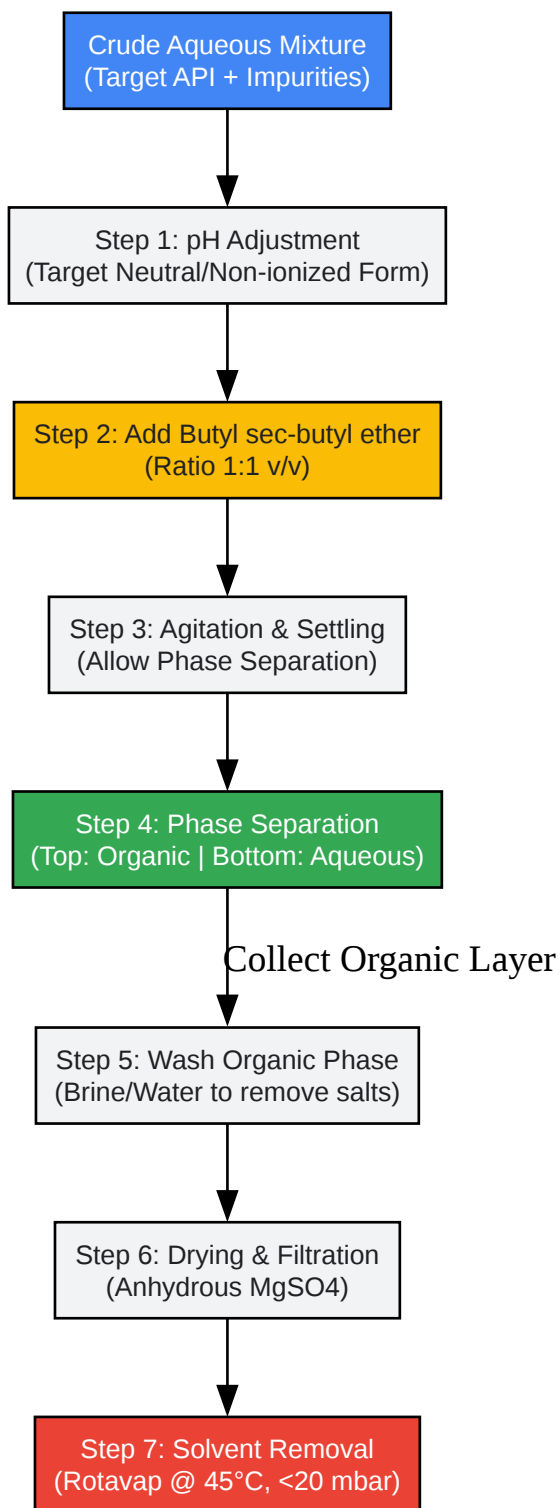 Crude Aqueous Mixture
(Target API + Impurities)
Step 1: pH Adjustment
(Target Neutral/Non-ionized Form)
Step 2: Add Butyl sec-butyl ether
(Ratio 1:1 v/v)
Step 3: Agitation & Settling
(Allow Phase Separation)
Step 4: Phase Separation
(Top: Organic | Bottom: Aqueous)
Collect Organic Layer
Step 5: Wash Organic Phase
(Brine/Water to remove salts)
Step 6: Drying & Filtration
(Anhydrous MgSO4)
Step 7: Solvent Removal
(Rotavap @ 45°C, <20 mbar)